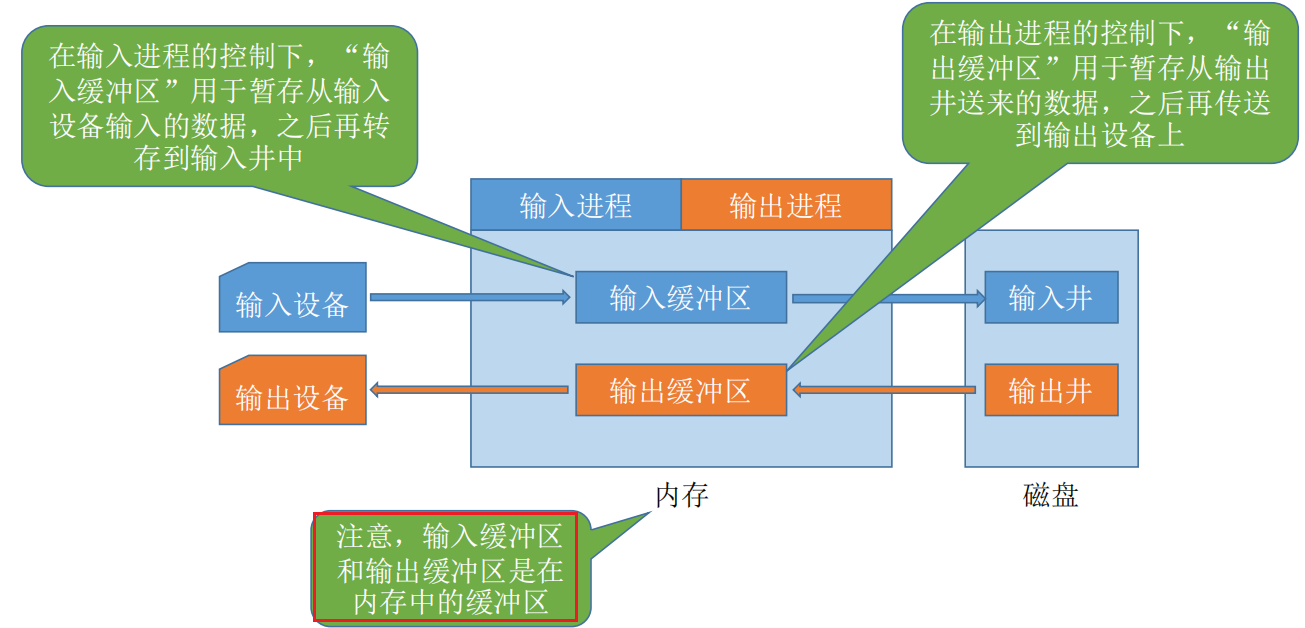 在输入进程的控制下，“输
入缓冲区”用于暂存从输入
设备输入的数据，之后再转
存到输入井中
在输出进程的控制下，“输
出缓冲区”用于暂存从输出
井送来的数据，之后再传送
到输出设备上
输入进程
输出进程
输入设备
输入缓冲区
输入井
输出设备
输出缓冲区
输出井
内存
磁盘
注意，输入缓冲区
和输出缓冲区是在
内存中的缓冲区